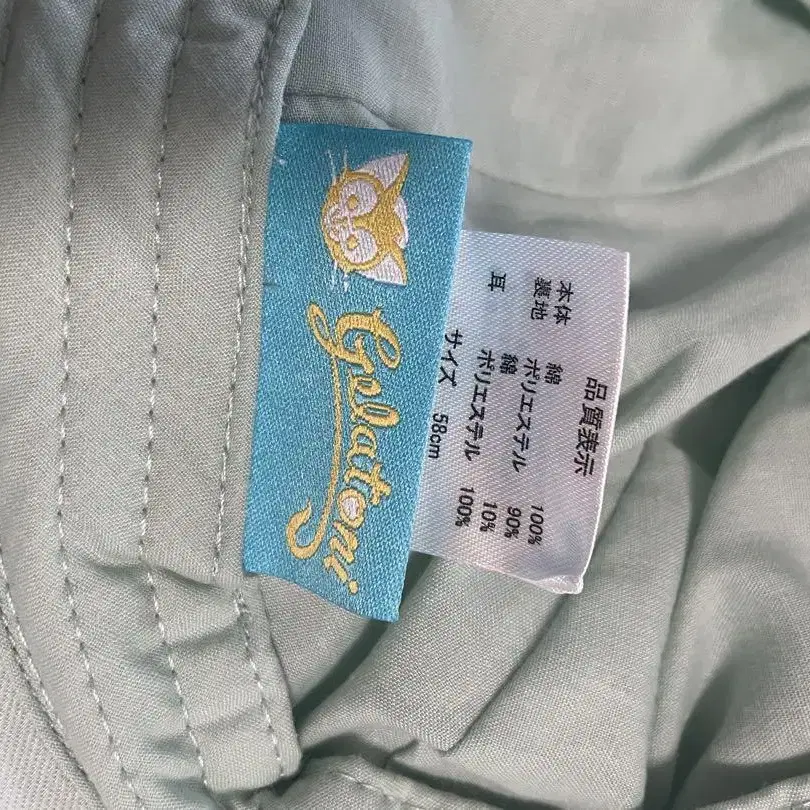 Gelatoni
品質表示
本体 綿 100%
裏地 ポリエステル 90%
綿 10%
耳 ポリエステル 100%
サイズ 58cm